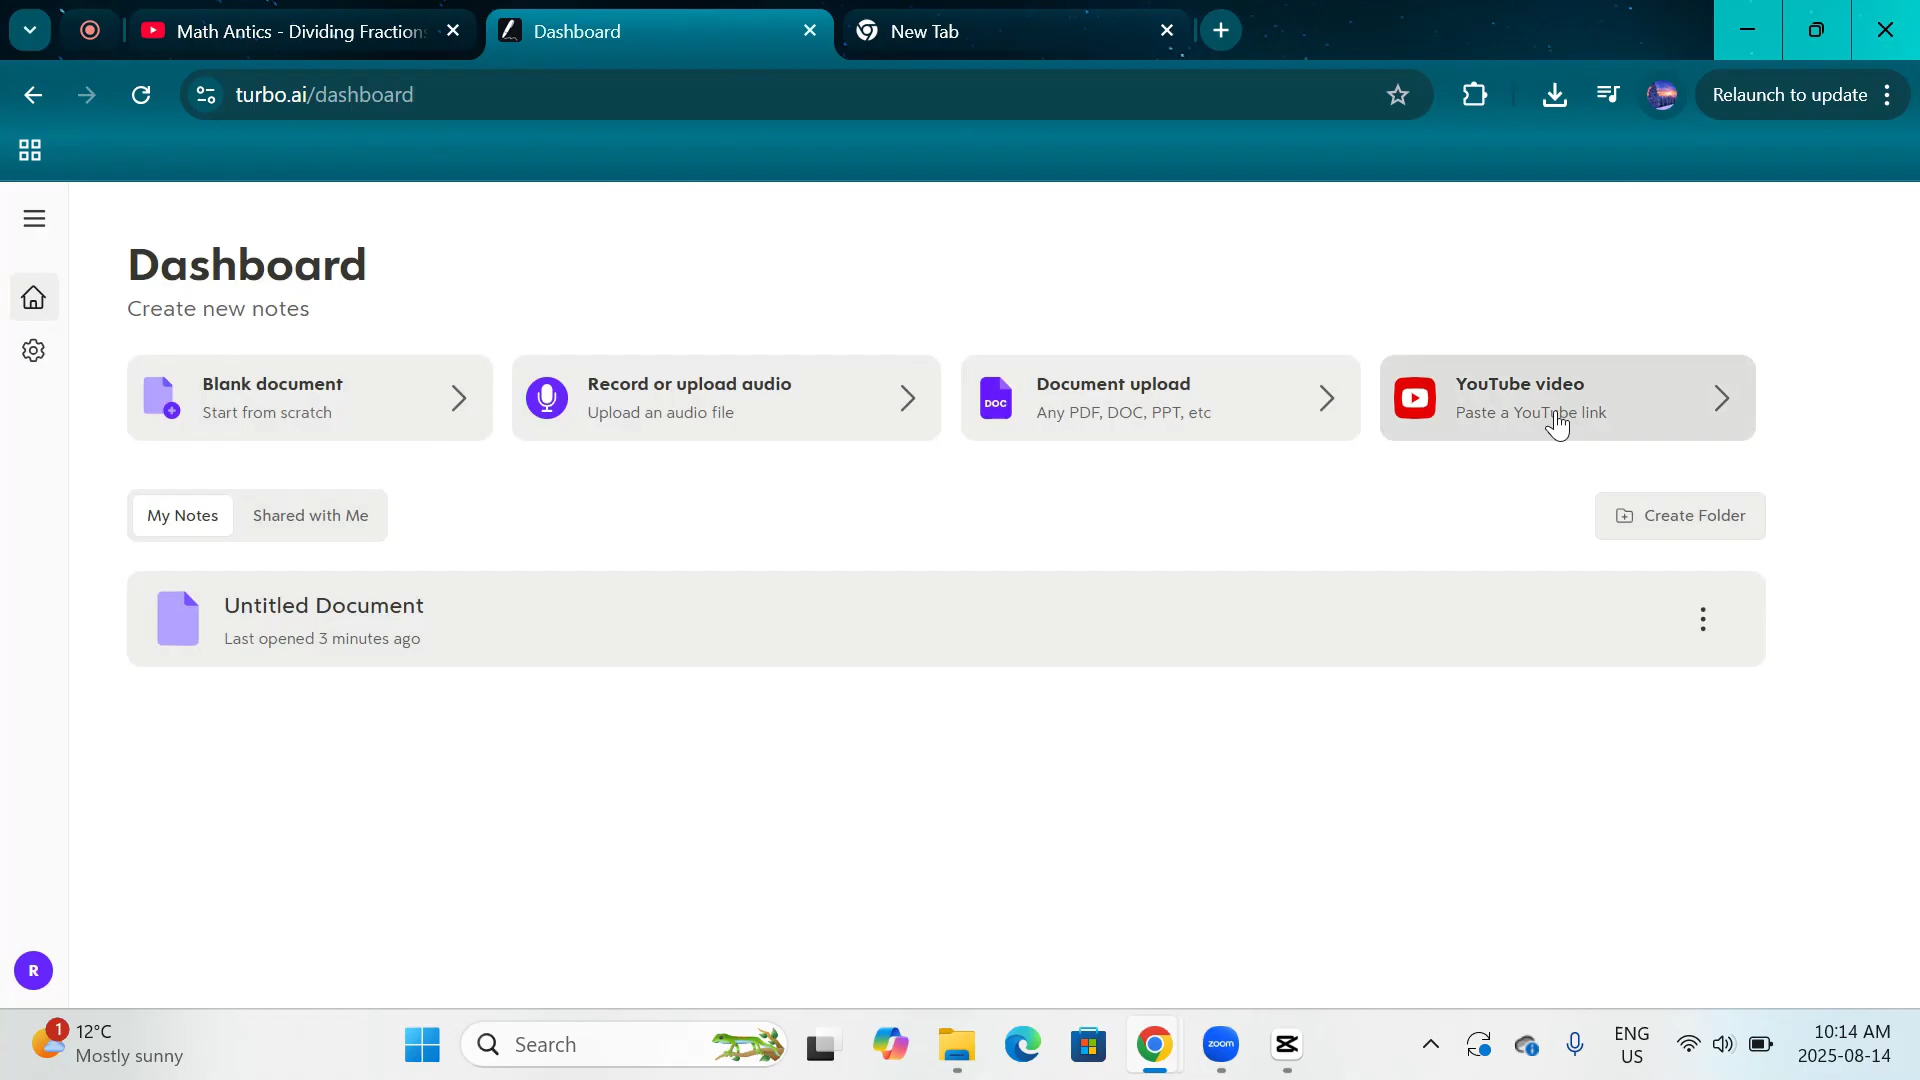 Math Antics - Dividing Fractions
Dashboard
New Tab
turbo.ai/dashboard
Relaunch to update
Dashboard
Create new notes
Blank document
Start from scratch
Record or upload audio
Upload an audio file
DOC
Document upload
Any PDF, DOC, PPT, etc
YouTube video
Paste a YouTube link
My Notes
Shared with Me
Create Folder
Untitled Document
Last opened 3 minutes ago
R
1
12°C
Mostly sunny
Search
zoom
ENG
US
10:14 AM
2025-08-14